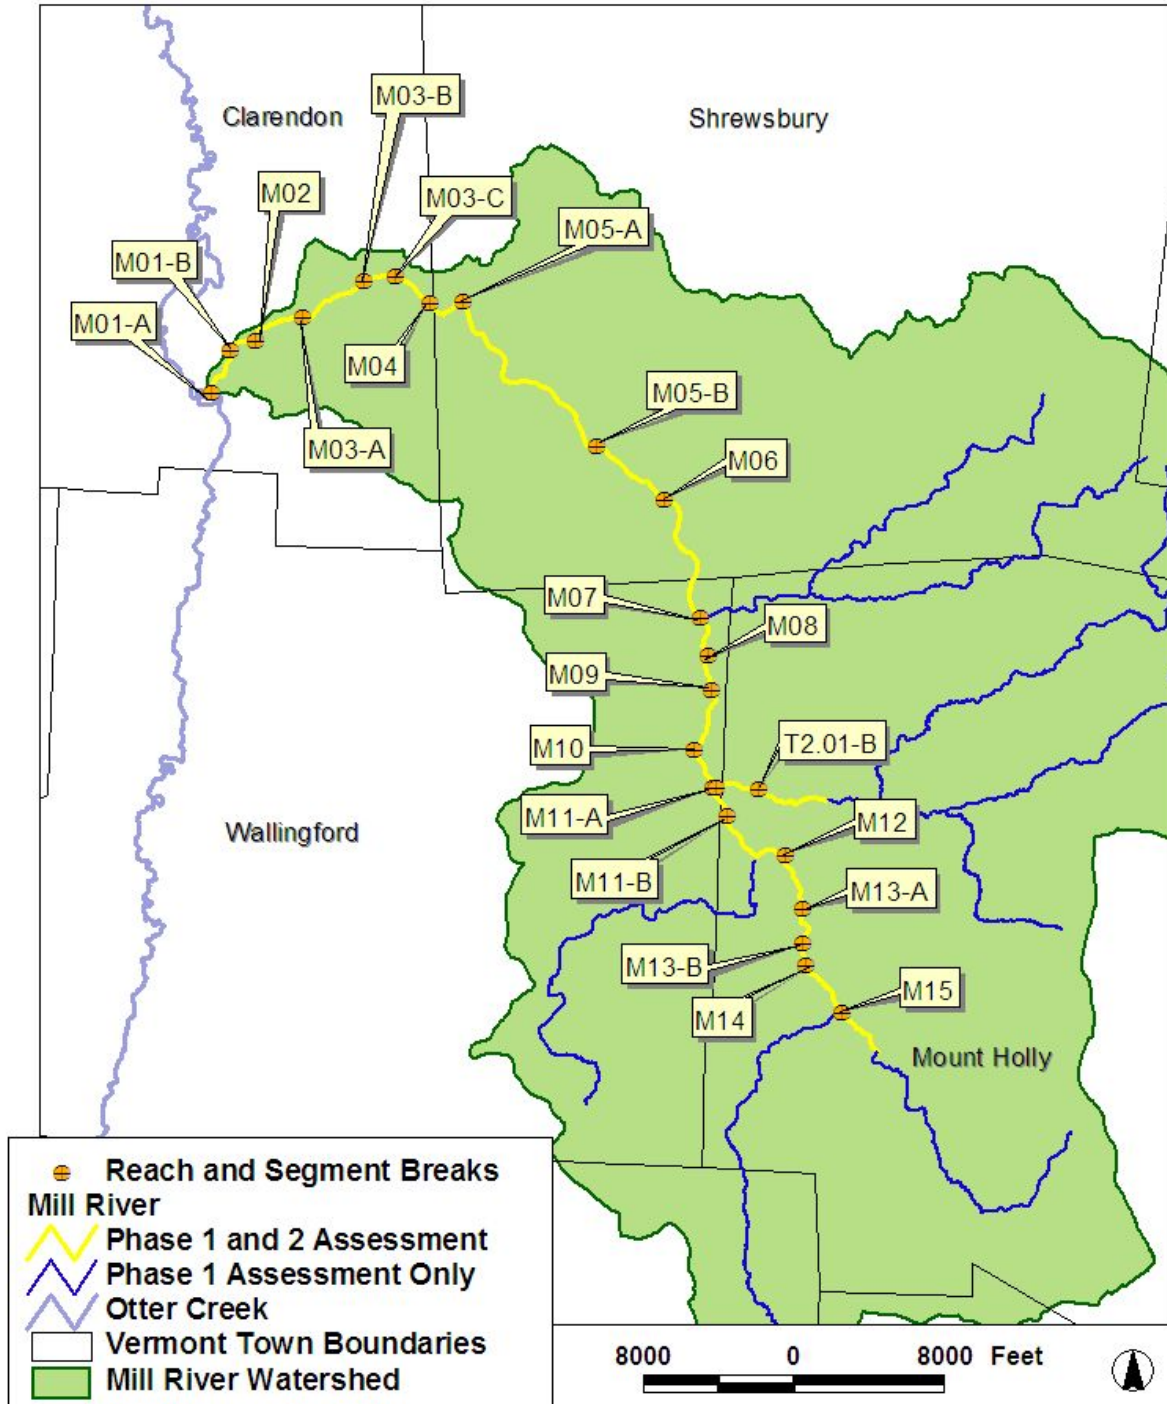 M03-B
Clarendon
Shrewsbury
M02
M03-C
M05-A
M01-B
M01-A
M04
M05-B
M03-A
M06
M07
M08
M09
M10
T2.01-B
M11-A
M12
Wallingford
M11-B
M13-A
M13-B
M15
M14
Mount Holly
Reach and Segment Breaks
Mill River
Phase 1 and 2 Assessment
Phase 1 Assessment Only
Otter Creek
Vermont Town Boundaries
Mill River Watershed
8000 0 8000 Feet